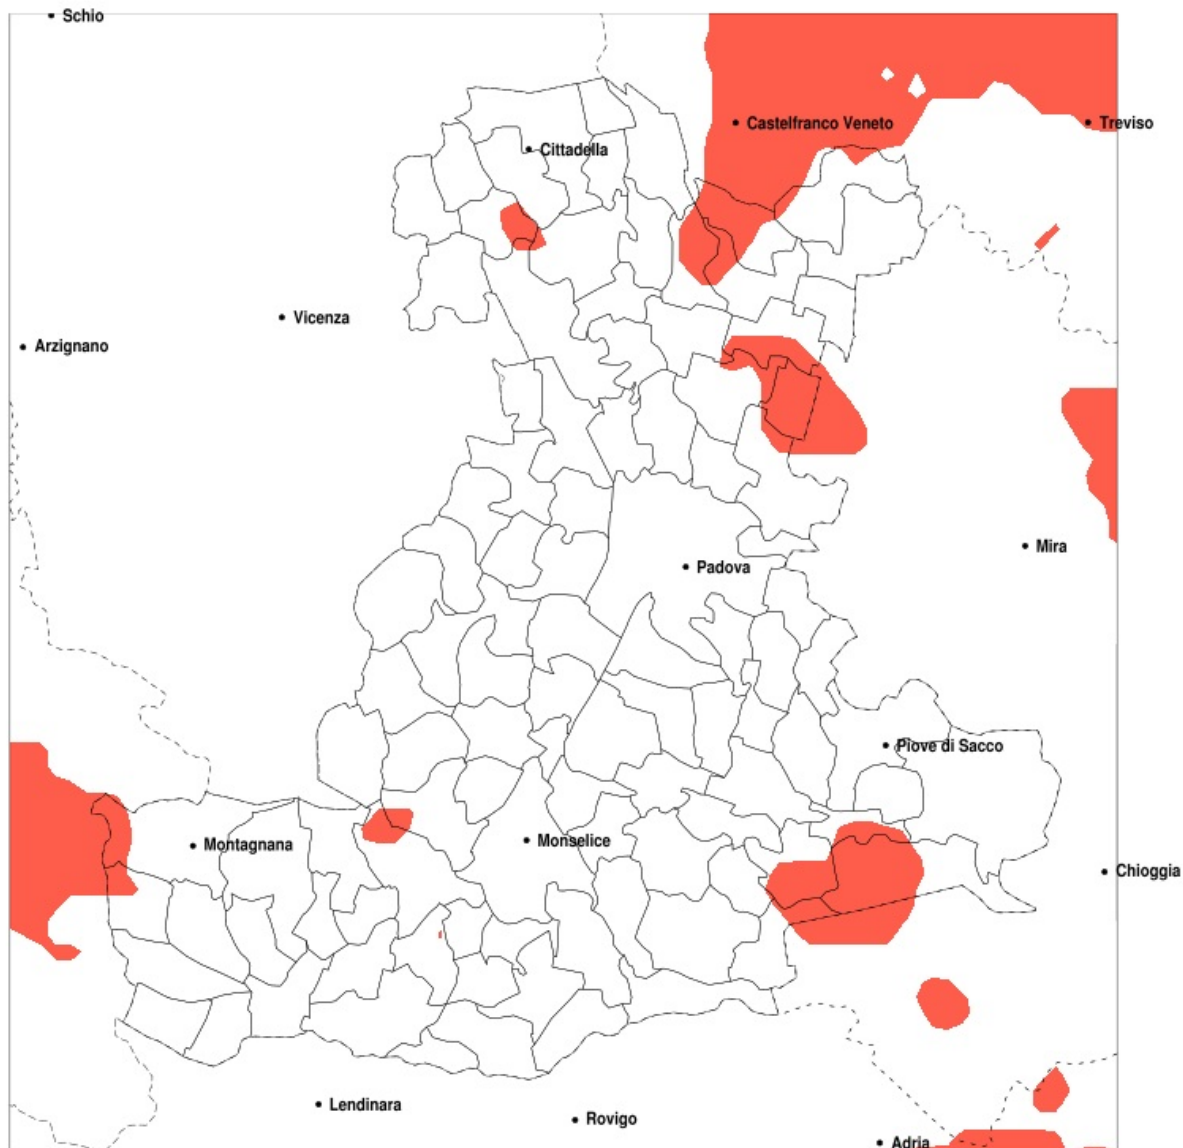 Schio
Castelfranco Veneto
Treviso
Cittadella
Vicenza
Arzignano
Mira
Padova
Piove di Sacco
Monselice
Montagnana
Chioggia
Lendinara
Rovigo
Adria